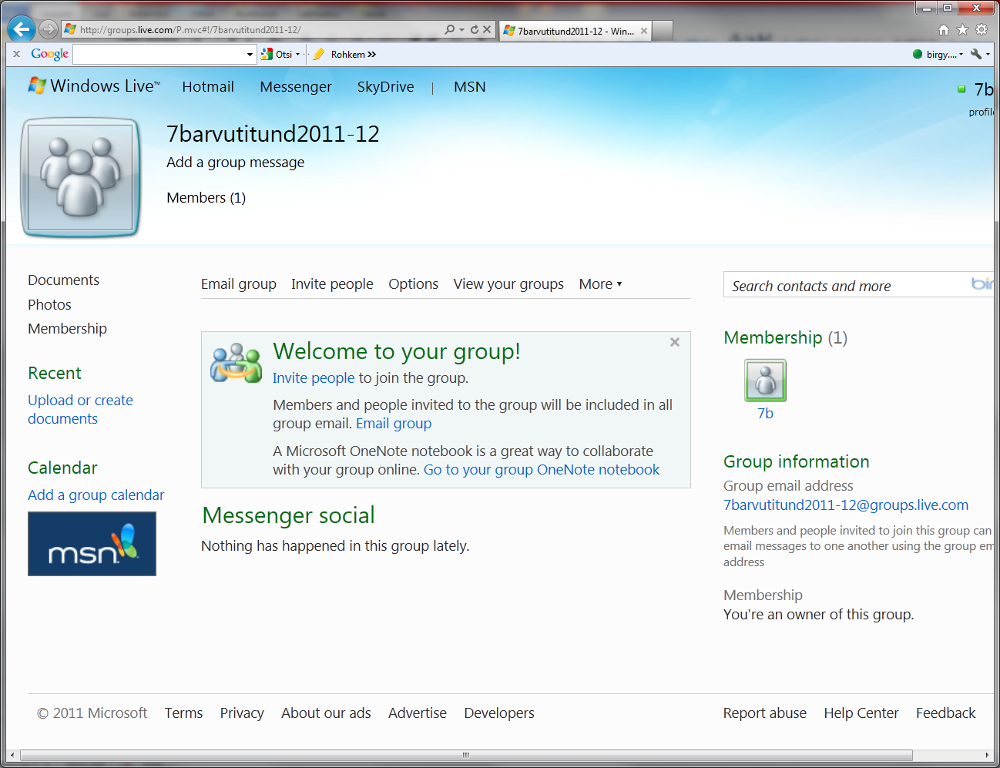 http://groups.live.com/P.mvc#!/7barvutitund2011-12/
7barvutitund2011-12 - Win...
Google
Otsi
Rohkem »
birgy....
Windows Live™
Hotmail
Messenger
SkyDrive
|
MSN
7b
profile
7barvutitund2011-12
Add a group message
Members (1)
Documents
Photos
Membership
Recent
Upload or create
documents
Calendar
Add a group calendar
msn
Email group
Invite people
Options
View your groups
More ▾
Welcome to your group!
Invite people to join the group.
Members and people invited to the group will be included in all
group email. Email group
A Microsoft OneNote notebook is a great way to collaborate
with your group online. Go to your group OneNote notebook
Messenger social
Nothing has happened in this group lately.
Search contacts and more
Membership (1)
7b
Group information
Group email address
7barvutitund2011-12@groups.live.com
Members and people invited to join this group can
email messages to one another using the group em
address
Membership
You're an owner of this group.
© 2011 Microsoft
Terms
Privacy
About our ads
Advertise
Developers
Report abuse
Help Center
Feedback